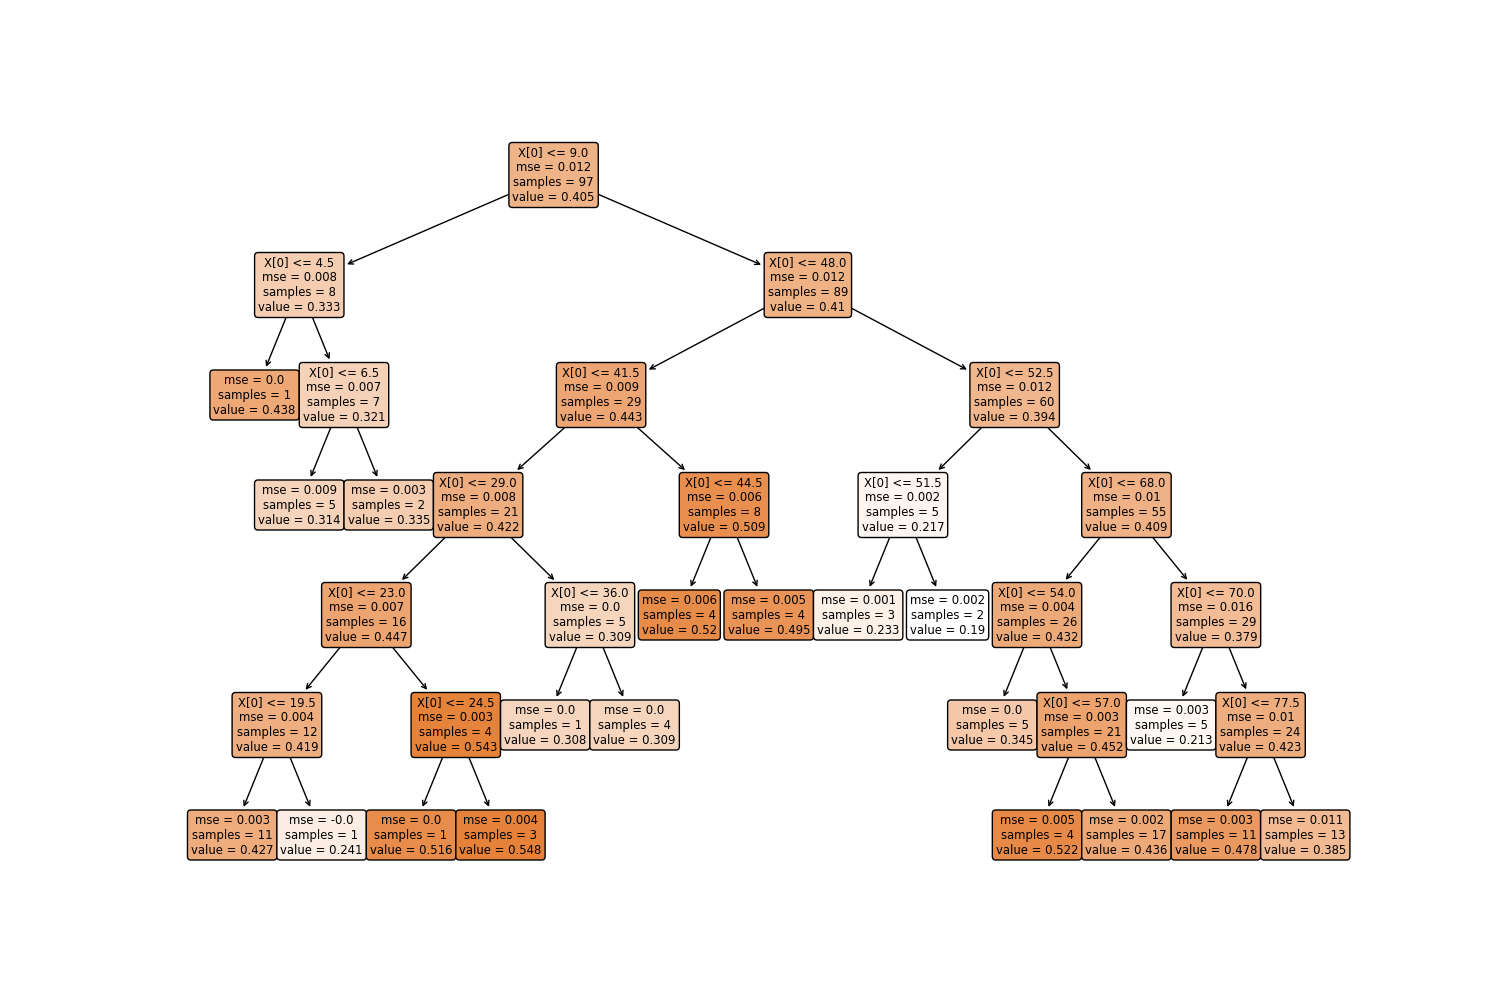 X[0] <= 9.0
mse = 0.012
samples = 97
value = 0.405
X[0] <= 4.5
mse = 0.008
samples = 8
value = 0.333
X[0] <= 48.0
mse = 0.012
samples = 89
value = 0.41
mse = 0.0
samples = 1
value = 0.438
X[0] <= 6.5
mse = 0.007
samples = 7
value = 0.321
X[0] <= 41.5
mse = 0.009
samples = 29
value = 0.443
X[0] <= 52.5
mse = 0.012
samples = 60
value = 0.394
mse = 0.009
samples = 5
value = 0.314
mse = 0.003
samples = 2
value = 0.335
X[0] <= 29.0
mse = 0.008
samples = 21
value = 0.422
X[0] <= 44.5
mse = 0.006
samples = 8
value = 0.509
X[0] <= 51.5
mse = 0.002
samples = 5
value = 0.217
X[0] <= 68.0
mse = 0.01
samples = 55
value = 0.409
X[0] <= 23.0
mse = 0.007
samples = 16
value = 0.447
X[0] <= 36.0
mse = 0.0
samples = 5
value = 0.309
mse = 0.006
samples = 4
value = 0.52
mse = 0.005
samples = 4
value = 0.495
mse = 0.001
samples = 3
value = 0.233
mse = 0.002
samples = 2
value = 0.19
X[0] <= 54.0
mse = 0.004
samples = 26
value = 0.432
X[0] <= 70.0
mse = 0.016
samples = 29
value = 0.379
X[0] <= 19.5
mse = 0.004
samples = 12
value = 0.419
X[0] <= 24.5
mse = 0.003
samples = 4
value = 0.543
mse = 0.0
samples = 1
value = 0.308
mse = 0.0
samples = 4
value = 0.309
mse = 0.0
samples = 5
value = 0.345
X[0] <= 57.0
mse = 0.003
samples = 21
value = 0.452
mse = 0.003
samples = 5
value = 0.213
X[0] <= 77.5
mse = 0.01
samples = 24
value = 0.423
mse = 0.003
samples = 11
value = 0.427
mse = -0.0
samples = 1
value = 0.241
mse = 0.0
samples = 1
value = 0.516
mse = 0.004
samples = 3
value = 0.548
mse = 0.005
samples = 4
value = 0.522
mse = 0.002
samples = 17
value = 0.436
mse = 0.003
samples = 11
value = 0.478
mse = 0.011
samples = 13
value = 0.385